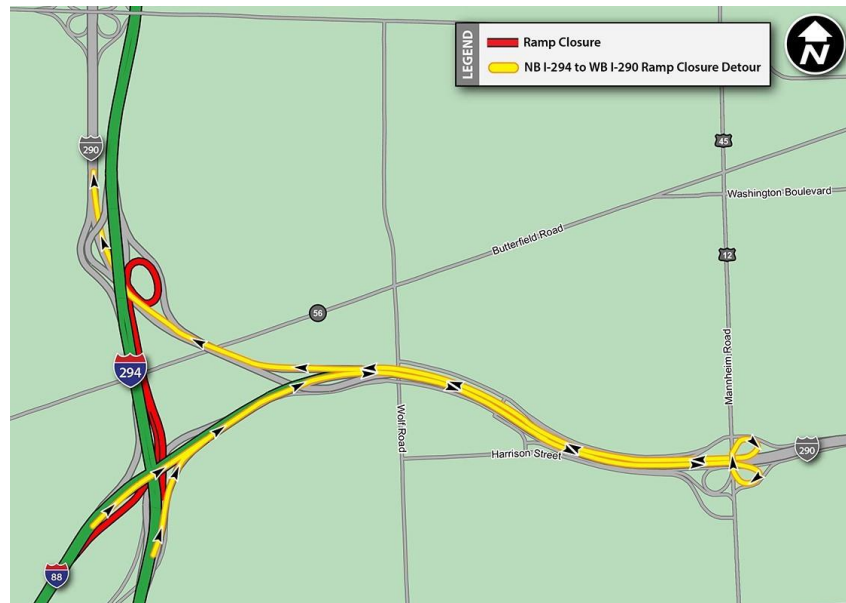 LEGEND
Ramp Closure
NB I-294 to WB I-290 Ramp Closure Detour
N
290
45
Washington Boulevard
Butterfield Road
12
56
294
Mannheim Road
Wolf Road
Harrison Street
290
88